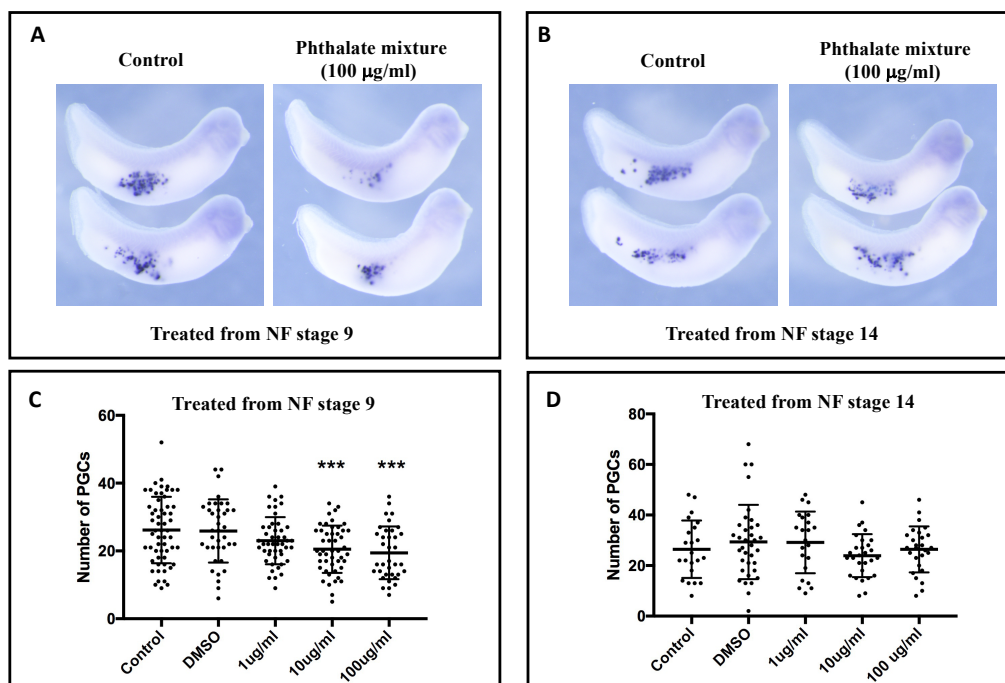 A
Control
Phthalate mixture
(100 μg/ml)
Treated from NF stage 9
B
Control
Phthalate mixture
(100 μg/ml)
Treated from NF stage 14
C
Treated from NF stage 9
Number of PGCs
60
40
20
0
***
***
Control
DMSO
1ug/ml
10ug/ml
100ug/ml
D
Treated from NF stage 14
Number of PGCs
80
60
40
20
0
Control
DMSO
1ug/ml
10ug/ml
100 ug/ml